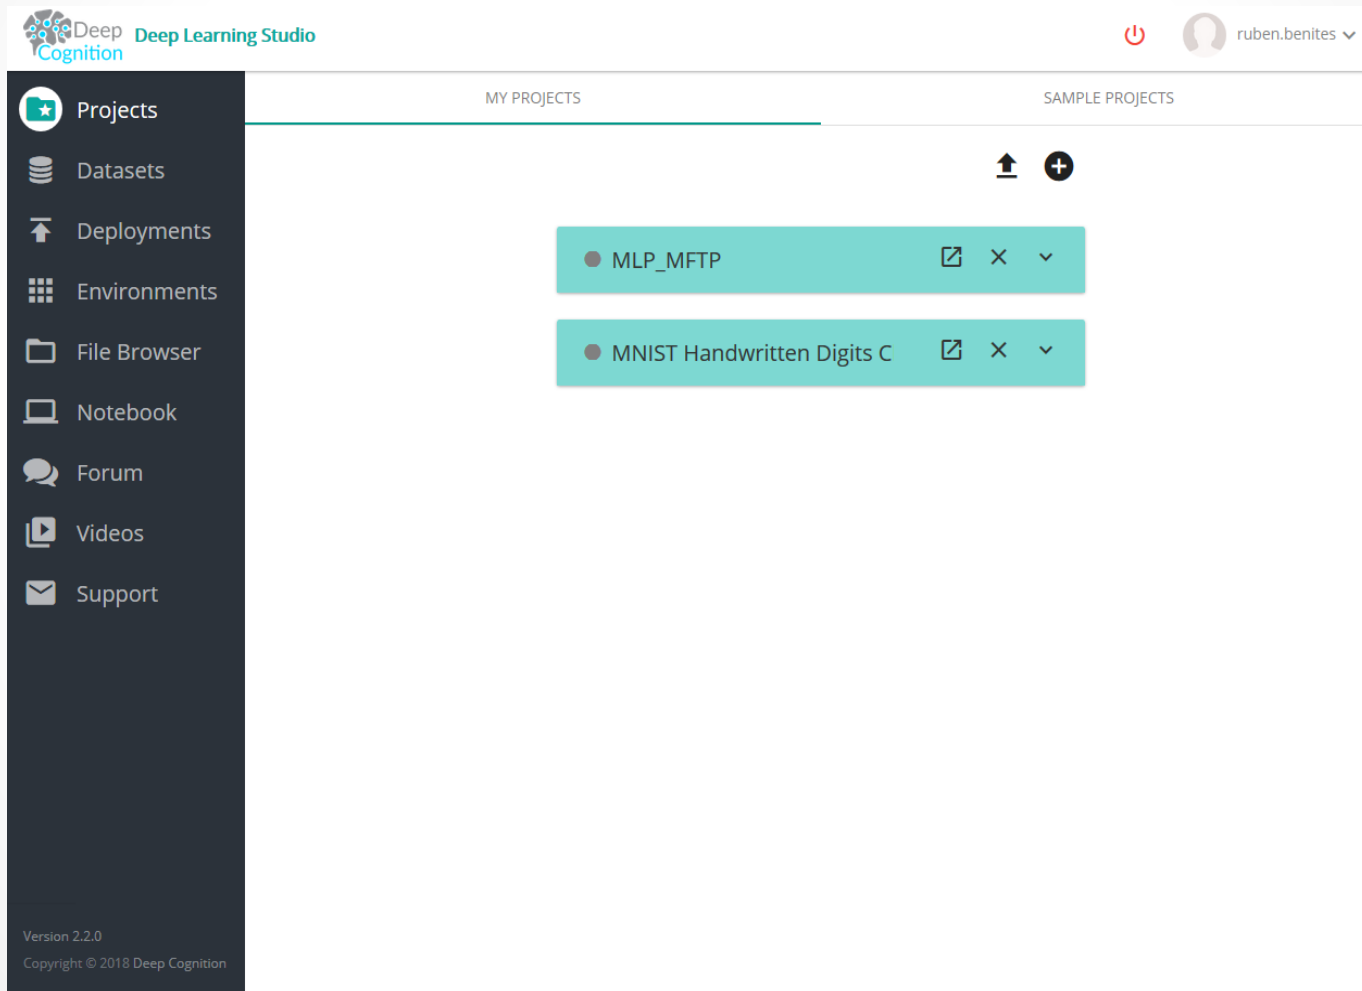 Deep
Cognition
Deep Learning Studio
ruben.benites
Projects
Datasets
Deployments
Environments
File Browser
Notebook
Forum
Videos
Support
MY PROJECTS
SAMPLE PROJECTS
MLP_MFTP
MNIST Handwritten Digits C
Version 2.2.0
Copyright © 2018 Deep Cognition